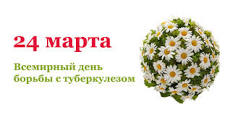 24 марта
Всемирный день
борьбы с туберкулезом